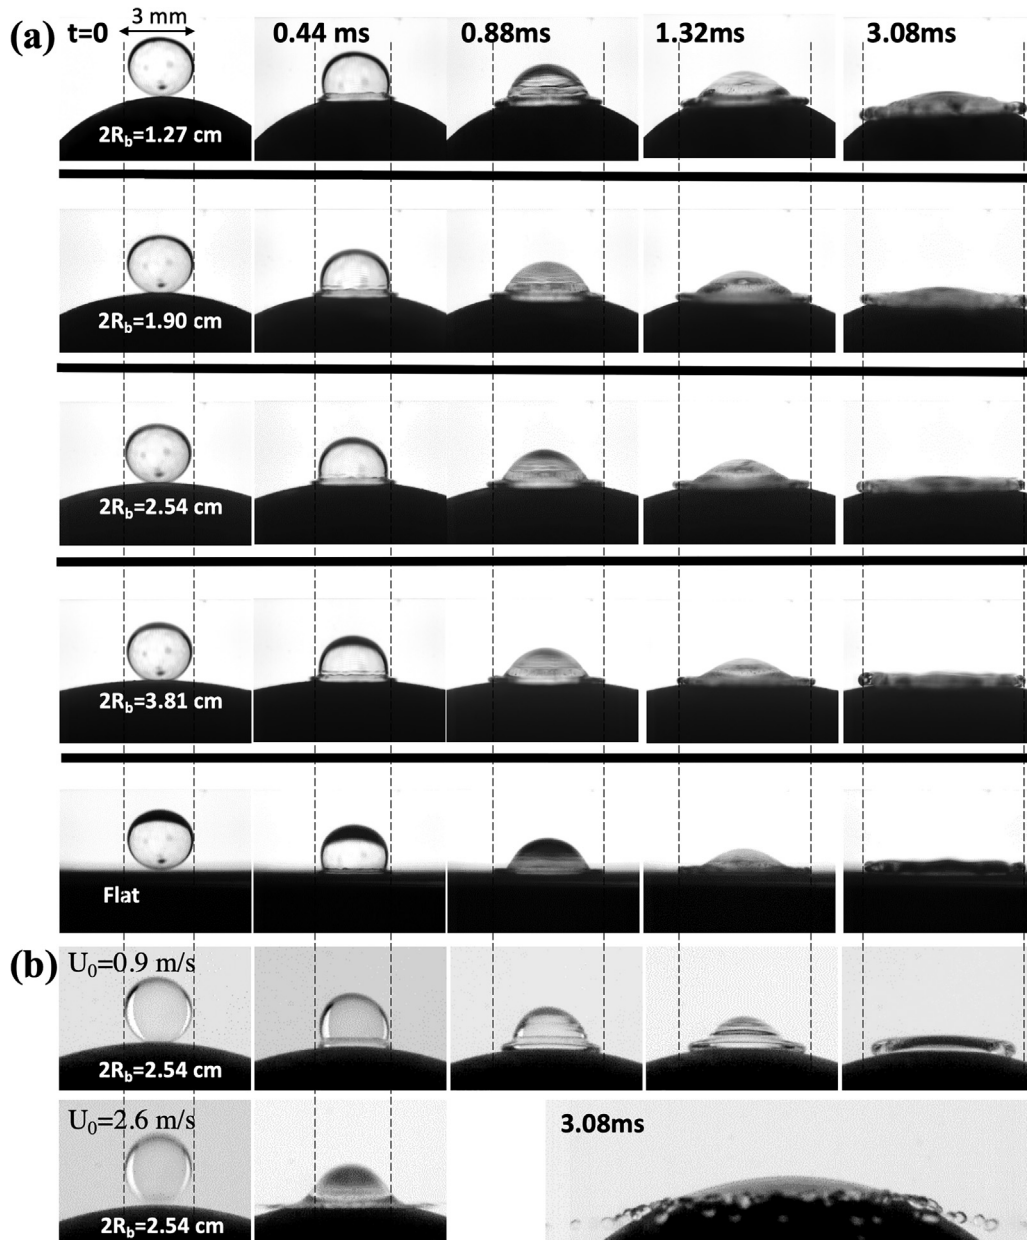 (a) t=0 3 mm 0.44 ms 0.88ms 1.32ms 3.08ms
2R_b=1.27 cm
2R_b=1.90 cm
2R_b=2.54 cm
2R_b=3.81 cm
Flat
(b) U_0=0.9 m/s
2R_b=2.54 cm
U_0=2.6 m/s 3.08ms
2R_b=2.54 cm